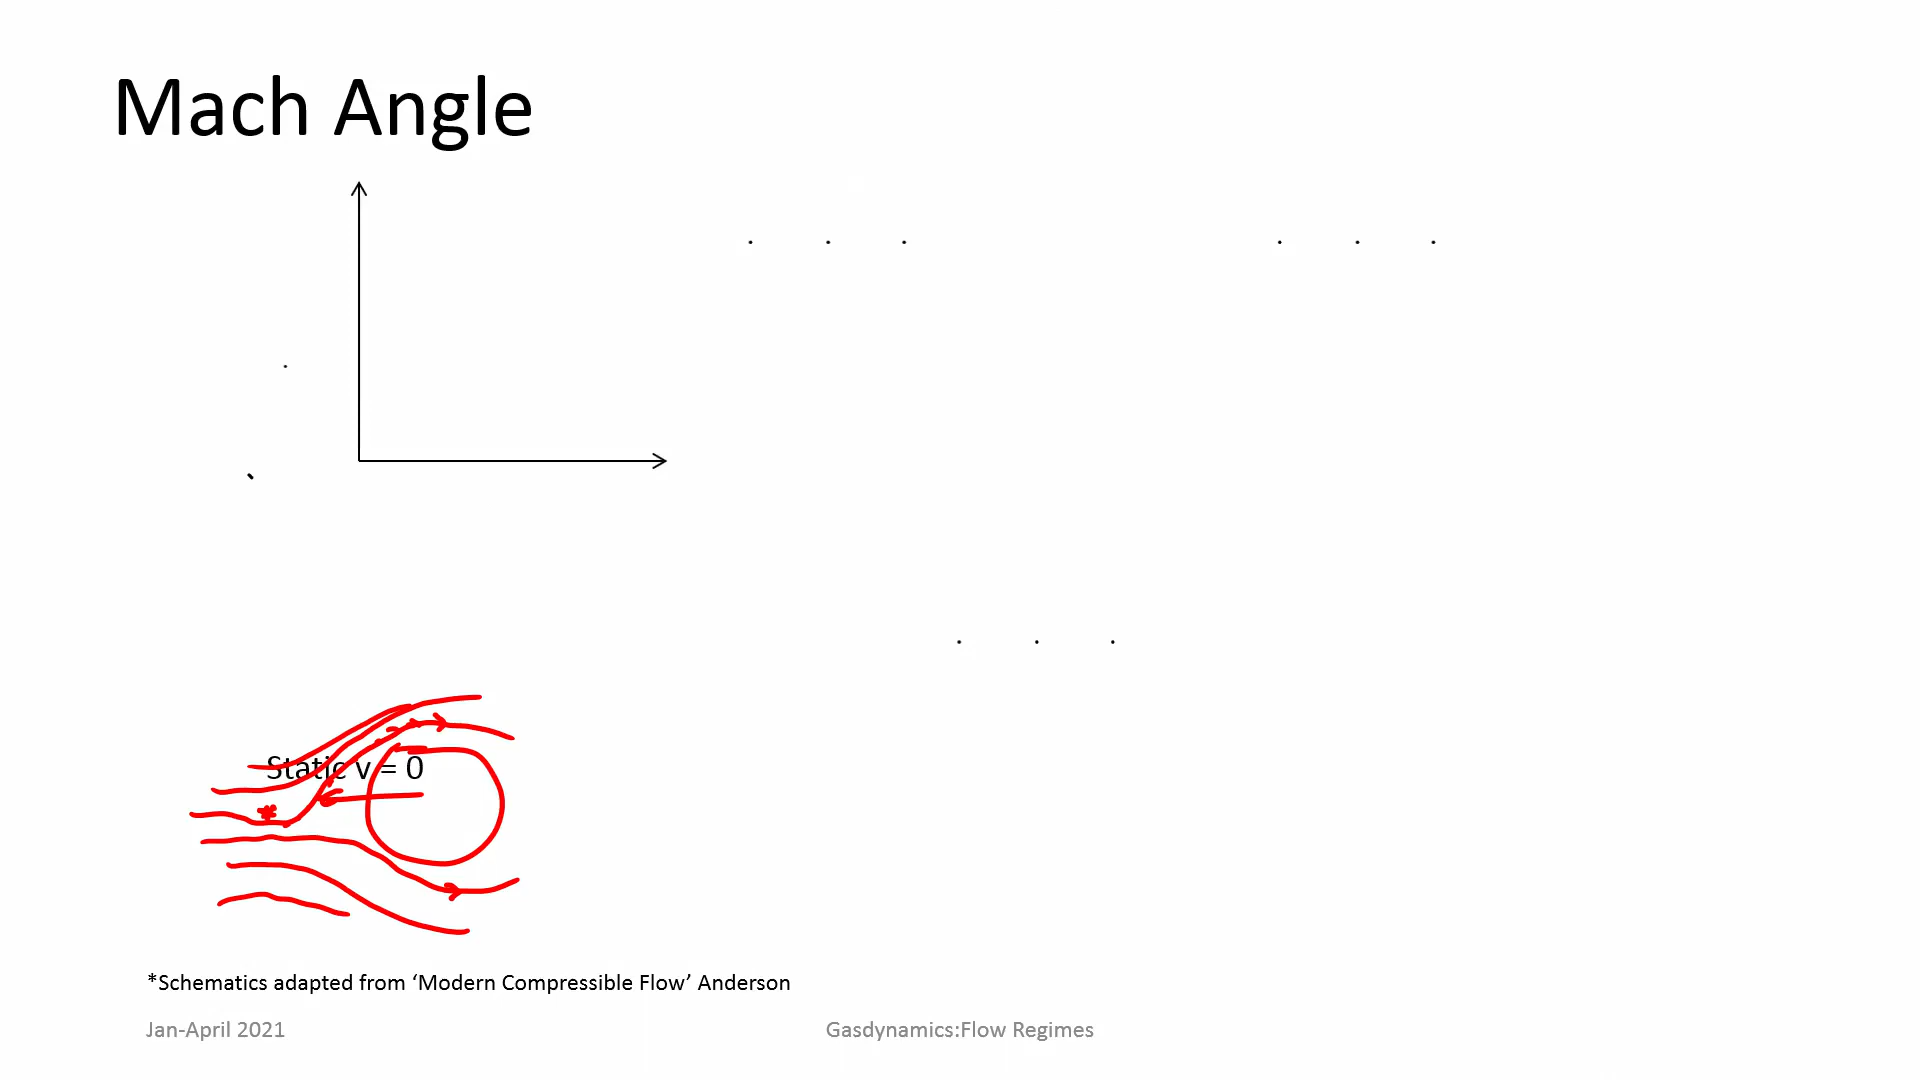 Mach Angle
Static v = 0
*Schematics adapted from ‘Modern Compressible Flow’ Anderson
Jan-April 2021
Gasdynamics:Flow Regimes